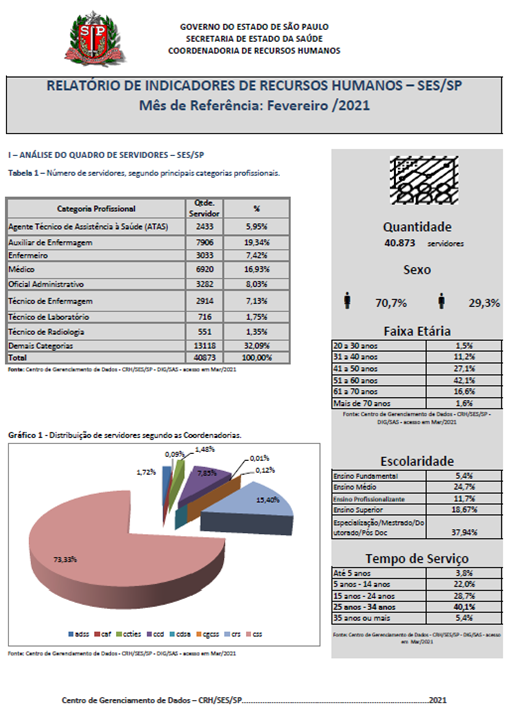 GOVERNO DO ESTADO DE SÃO PAULO
SECRETARIA DE ESTADO DA SAÚDE
COORDENADORIA DE RECURSOS HUMANOS
RELATÓRIO DE INDICADORES DE RECURSOS HUMANOS – SES/SP
Mês de Referência: Fevereiro /2021
I – ANÁLISE DO QUADRO DE SERVIDORES – SES/SP
Tabela 1 – Número de servidores, segundo principais categorias profissionais.
Categoria Profissional Qtde. Servidor %
Agente Técnico de Assistência à Saúde (ATAS) 2433 5,95%
Auxiliar de Enfermagem 7906 19,34%
Enfermeiro 3033 7,42%
Médico 6920 16,93%
Oficial Administrativo 3282 8,03%
Técnico de Enfermagem 2914 7,13%
Técnico de Laboratório 716 1,75%
Técnico de Radiologia 551 1,35%
Demais Categorias 13118 32,09%
Total 40873 100,00%
Fonte: Centro de Gerenciamento de Dados - CRH/SES/SP - DIG/SAS - acesso em Mar/2021
Gráfico 1 - Distribuição de servidores segundo as Coordenadorias.
1,72%
0,09%
1,48%
7,85%
0,01%
0,12%
15,40%
73,33%
adss caf ccties ccd cdsa cgcss crs css
Fonte: Centro de Gerenciamento de Dados - CRH/SES/SP - DIG/SAS - acesso em Mar/2021
Quantidade
40.873 servidores
Sexo
70,7% 29,3%
Faixa Etária
20 a 30 anos 1,5%
31 a 40 anos 11,2%
41 a 50 anos 27,1%
51 a 60 anos 42,1%
61 a 70 anos 16,6%
Mais de 70 anos 1,6%
Fonte: Centro de Gerenciamento de Dados - CRH/SES/SP -
DIG/SAS - acesso em Mar/2021
Escolaridade
Ensino Fundamental 5,4%
Ensino Médio 24,7%
Ensino Profissionalizante 11,7%
Ensino Superior 18,67%
Especialização/Mestrado/Do
utorado/Pós Doc 37,94%
Tempo de Serviço
Até 5 anos 3,8%
5 anos - 14 anos 22,0%
15 anos - 24 anos 28,7%
25 anos - 34 anos 40,1%
35 anos ou mais 5,4%
Fonte: Centro de Gerenciamento de Dados - CRH/SES/SP - DIG/SAS - acesso
em Mar/2021
Centro de Gerenciamento de Dados – CRH/SES/SP...........................................................................2021